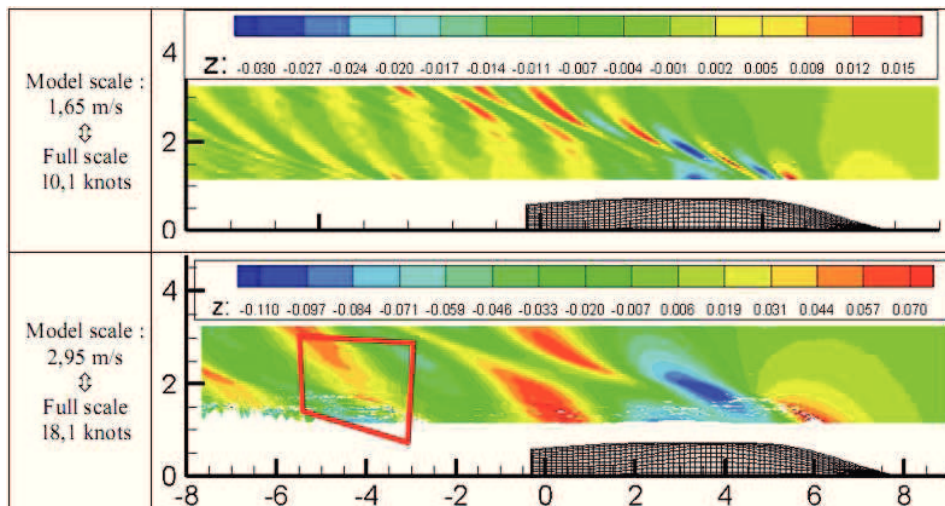 Model scale :
1,65 m/s
⇕
Full scale
10,1 knots
4
z: -0.030 -0.027 -0.024 -0.020 -0.017 -0.014 -0.011 -0.007 -0.004 -0.001 0.002 0.005 0.009 0.012 0.015
2
0
Model scale :
2,95 m/s
⇕
Full scale
18,1 knots
4
z: -0.110 -0.097 -0.084 -0.071 -0.059 -0.046 -0.033 -0.020 -0.007 0.006 0.019 0.031 0.044 0.057 0.070
2
0
-8 -6 -4 -2 0 2 4 6 8